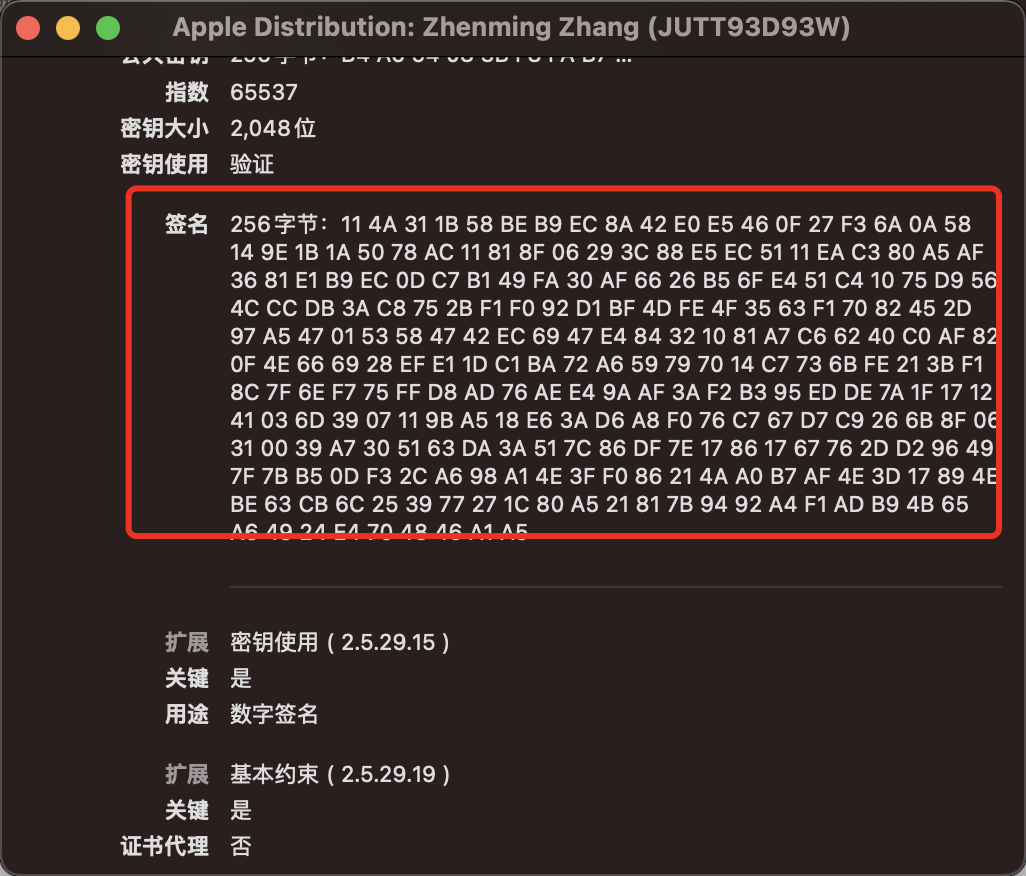 Apple Distribution: Zhenming Zhang (JUTT93D93W)
指数 65537
密钥大小 2,048 位
密钥使用 验证
签名 256 字节：11 4A 31 1B 58 BE B9 EC 8A 42 E0 E5 46 0F 27 F3 6A 0A 58
14 9E 1B 1A 50 78 AC 11 81 8F 06 29 3C 88 E5 EC 51 11 EA C3 80 A5 AF
36 81 E1 B9 EC 0D C7 B1 49 FA 30 AF 66 26 B5 6F E4 51 C4 10 75 D9 56
4C CC DB 3A C8 75 2B F1 F0 92 D1 BF 4D FE 4F 35 63 F1 70 82 45 2D
97 A5 47 01 53 58 47 42 EC 69 47 E4 84 32 10 81 A7 C6 62 40 C0 AF 82
0F 4E 66 69 28 EF E1 1D C1 BA 72 A6 59 79 70 14 C7 73 6B FE 21 3B F1
8C 7F 6E F7 75 FF D8 AD 76 AE E4 9A AF 3A F2 B3 95 ED DE 7A 1F 17 12
41 03 6D 39 07 11 9B A5 18 E6 3A D6 A8 F0 76 C7 67 D7 C9 26 6B 8F 06
31 00 39 A7 30 51 63 DA 3A 51 7C 86 DF 7E 17 86 17 67 76 2D D2 96 49
7F 7B B5 0D F3 2C A6 98 A1 4E 3F F0 86 21 4A A0 B7 AF 4E 3D 17 89 4E
BE 63 CB 6C 25 39 77 27 1C 80 A5 21 81 7B 94 92 A4 F1 AD B9 4B 65
A6 49 24 E4 70 48 46 A1 A5
扩展 密钥使用 ( 2.5.29.15 )
关键 是
用途 数字签名
扩展 基本约束 ( 2.5.29.19 )
关键 是
证书代理 否